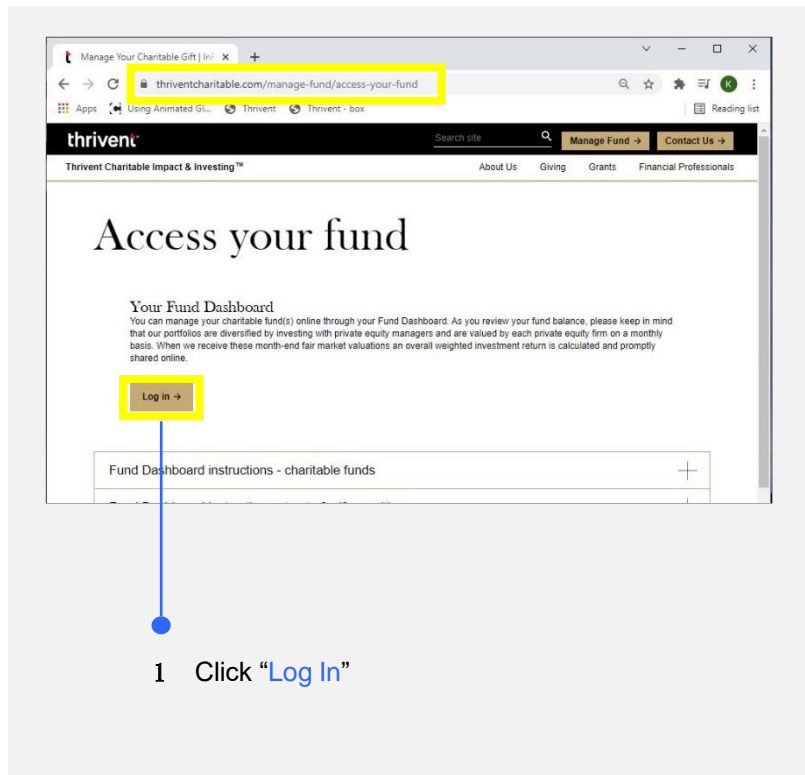 Manage Your Charitable Gift | Ini
thriventcharitable.com/manage-fund/access-your-fund
K
Apps Using Animated Gl... Thrivent Thrivent - box Reading list
thrivent Search site Manage Fund → Contact Us →
Thrivent Charitable Impact & Investing™ About Us Giving Grants Financial Professionals
Access your fund
Your Fund Dashboard
You can manage your charitable fund(s) online through your Fund Dashboard. As you review your fund balance, please keep in mind
that our portfolios are diversified by investing with private equity managers and are valued by each private equity firm on a monthly
basis. When we receive these month-end fair market valuations an overall weighted investment return is calculated and promptly
shared online.
Log in →
Fund Dashboard instructions - charitable funds
1 Click “Log In”